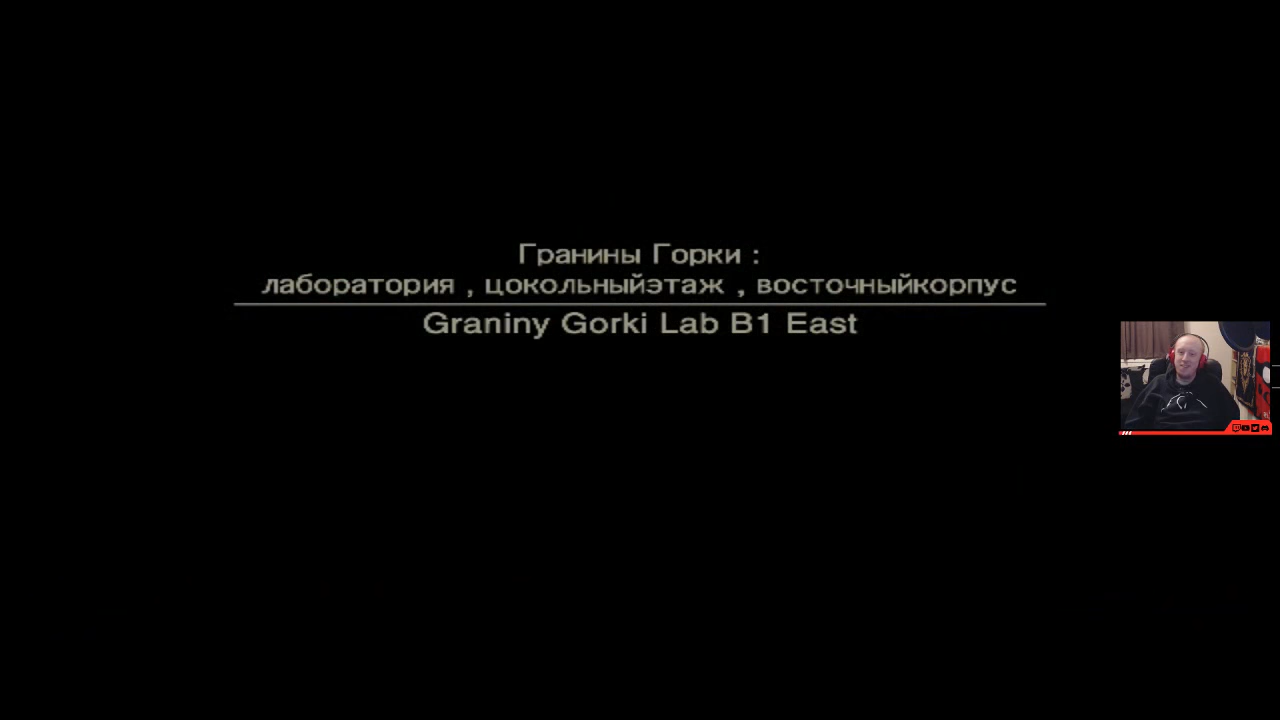 Гранины Горки :
лаборатория , цокольныйэтаж , восточныйкорпус
Graniny Gorki Lab B1 East